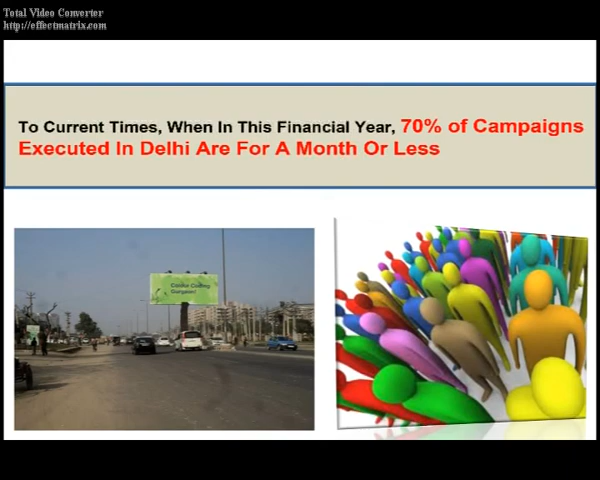 Total Video Converter
http://effectmatrix.com
To Current Times, When In This Financial Year, 70% of Campaigns
Executed In Delhi Are For A Month Or Less
Gurgaon!